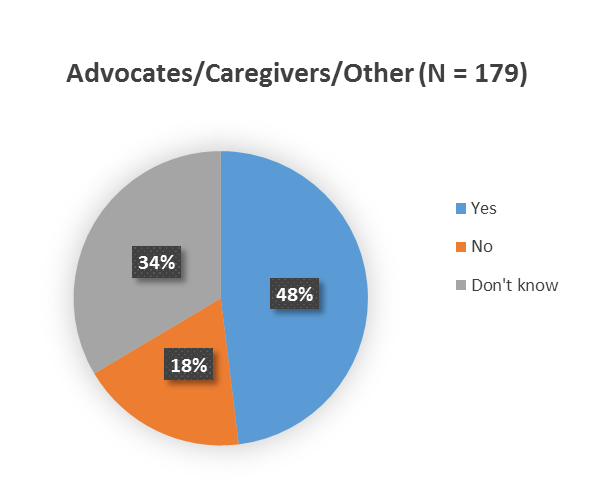 Advocates/Caregivers/Other (N = 179)
Yes
34%
No
48%
Don't know
18%